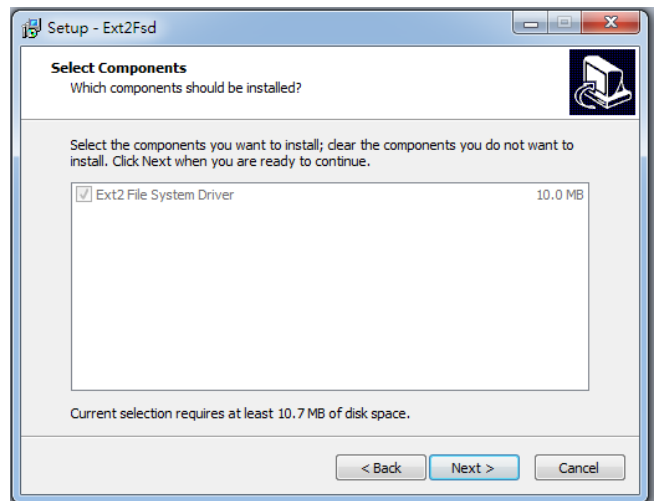 Setup - Ext2Fsd
Select Components
Which components should be installed?
Select the components you want to install; clear the components you do not want to
install. Click Next when you are ready to continue.
Ext2 File System Driver 10.0 MB
Current selection requires at least 10.7 MB of disk space.
< Back Next > Cancel